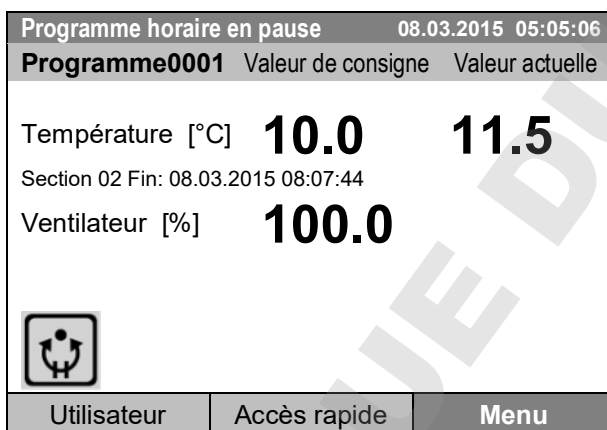 Programme horaire en pause 08.03.2015 05:05:06
Programme0001 Valeur de consigne Valeur actuelle
Température [°C] 10.0 11.5
Section 02 Fin: 08.03.2015 08:07:44
Ventilateur [%] 100.0
Utilisateur Accès rapide Menu